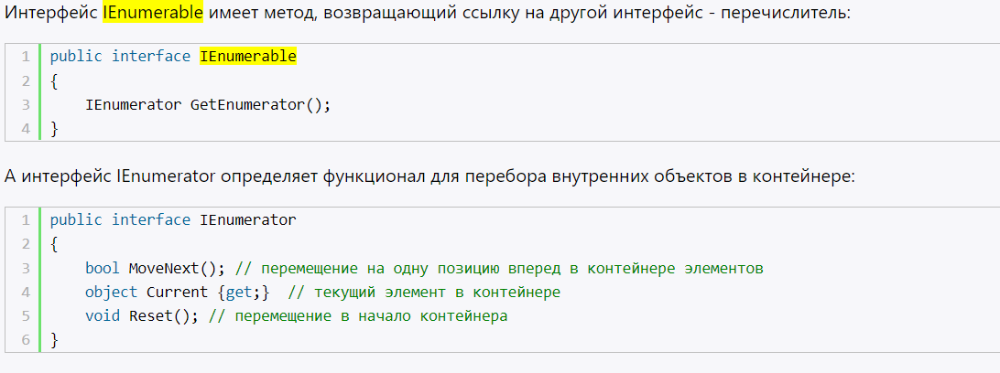 Интерфейс IEnumerable имеет метод, возвращающий ссылку на другой интерфейс - перечислитель:
1 public interface IEnumerable
2 {
3     IEnumerator GetEnumerator();
4 }
А интерфейс IEnumerator определяет функционал для перебора внутренних объектов в контейнере:
1 public interface IEnumerator
2 {
3     bool MoveNext(); // перемещение на одну позицию вперед в контейнере элементов
4     object Current {get;}  // текущий элемент в контейнере
5     void Reset(); // перемещение в начало контейнера
6 }